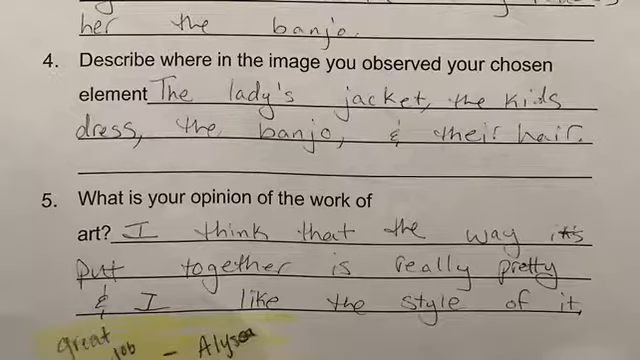 her the banjo.
4. Describe where in the image you observed your chosen
element The lady's jacket, the kids
dress, the banjo, & their hair.
5. What is your opinion of the work of
art? I think that the way it's
put together is really pretty
& I like the style of it.
great
job - Alyssa